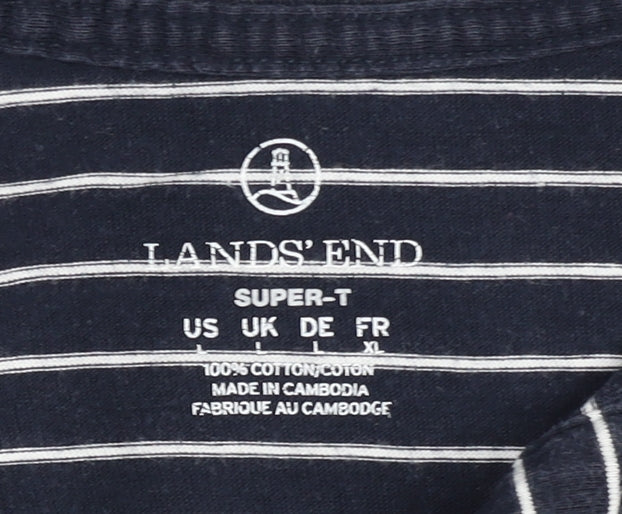 LANDS' END
SUPER-T
US UK DE FR
L L L XL
100% COTTON/COTON
MADE IN CAMBODIA
FABRIQUE AU CAMBODGE